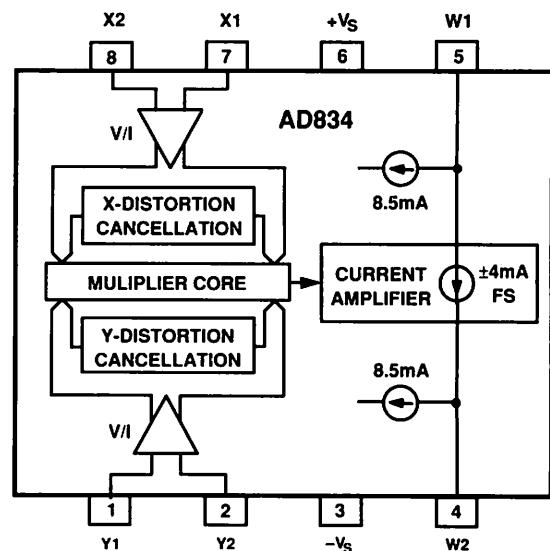 X2 X1 +VS W1
8 7 6 5
AD834
V/I
8.5mA
X-DISTORTION
CANCELLATION
MULIPLIER CORE
CURRENT
AMPLIFIER
±4mA
FS
Y-DISTORTION
CANCELLATION
8.5mA
V/I
1 2 3 4
Y1 Y2 −VS W2